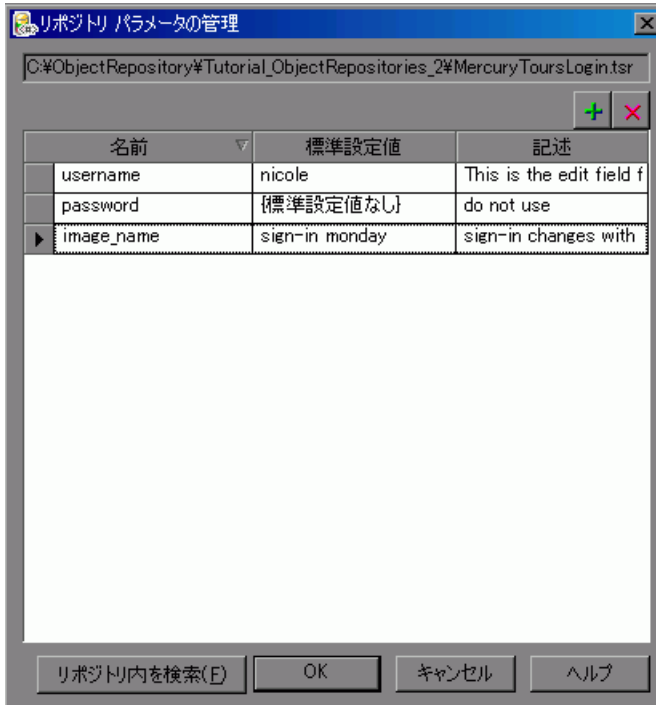 リポジトリ パラメータの管理
C:¥ObjectRepository¥Tutorial_ObjectRepositories_2¥MercuryToursLogin.tsr
名前 標準設定値 記述
username nicole This is the edit field f
password {標準設定値なし} do not use
image_name sign-in monday sign-in changes with
リポジトリ内を検索(F) OK キャンセル ヘルプ